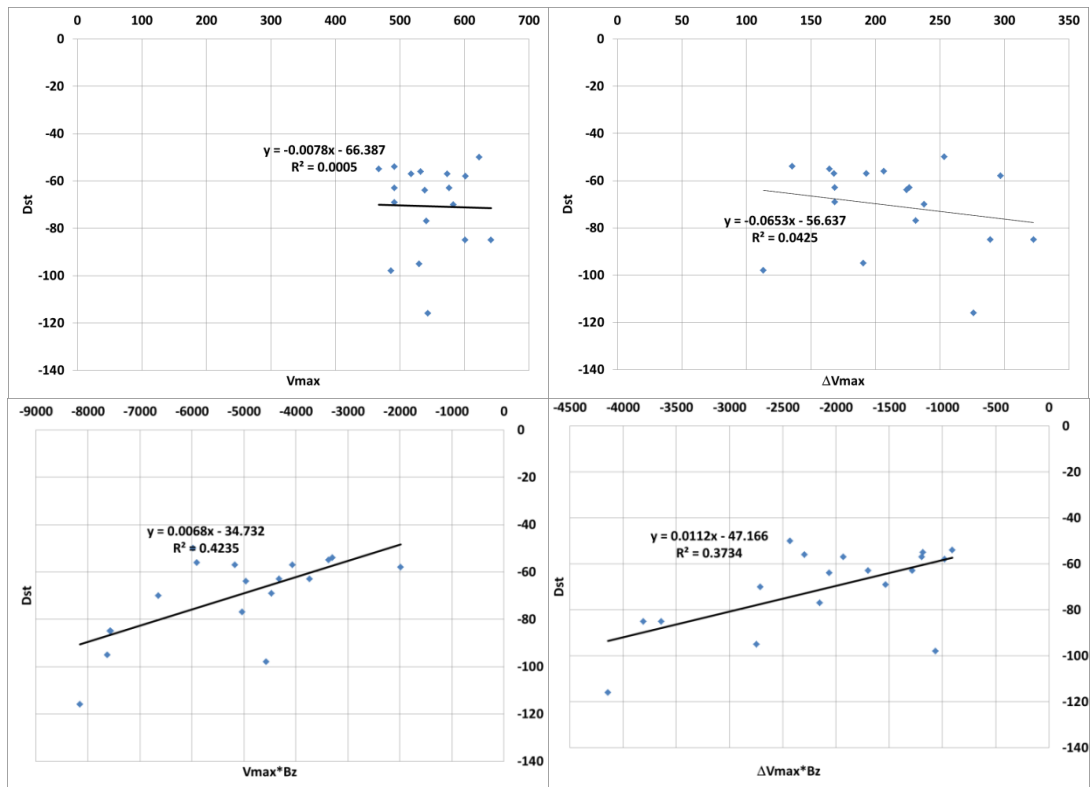 0 100 200 300 400 500 600 700
0
-20
-40
-60
-80
-100
-120
-140
Dst
y = -0.0078x - 66.387
R² = 0.0005
Vmax
0 50 100 150 200 250 300 350
0
-20
-40
-60
-80
-100
-120
-140
Dst
y = -0.0653x - 56.637
R² = 0.0425
ΔVmax
-9000 -8000 -7000 -6000 -5000 -4000 -3000 -2000 -1000 0
0
-20
-40
-60
-80
-100
-120
-140
Dst
y = 0.0068x - 34.732
R² = 0.4235
Vmax*Bz
-4500 -4000 -3500 -3000 -2500 -2000 -1500 -1000 -500 0
0
-20
-40
-60
-80
-100
-120
-140
Dst
y = 0.0112x - 47.166
R² = 0.3734
ΔVmax*Bz